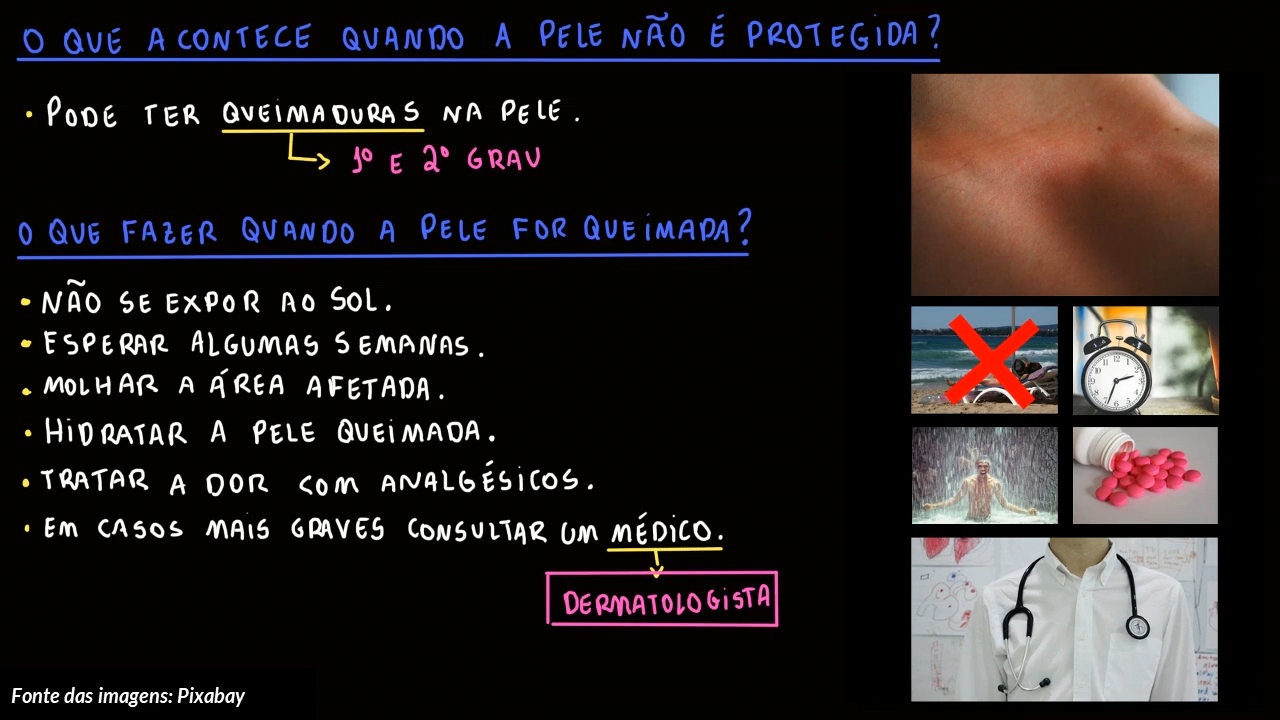 O QUE ACONTECE QUANDO A PELE NÃO É PROTEGIDA?
• PODE TER QUEIMADURAS NA PELE.
1º E 2º GRAU
O QUE FAZER QUANDO A PELE FOR QUEIMADA?
• NÃO SE EXPOR AO SOL.
• ESPERAR ALGUMAS SEMANAS.
• MOLHAR A ÁREA AFETADA.
• HIDRATAR A PELE QUEIMADA.
• TRATAR A DOR COM ANALGÉSICOS.
• EM CASOS MAIS GRAVES CONSULTAR UM MÉDICO.
DERMATOLOGISTA
Fonte das imagens: Pixabay